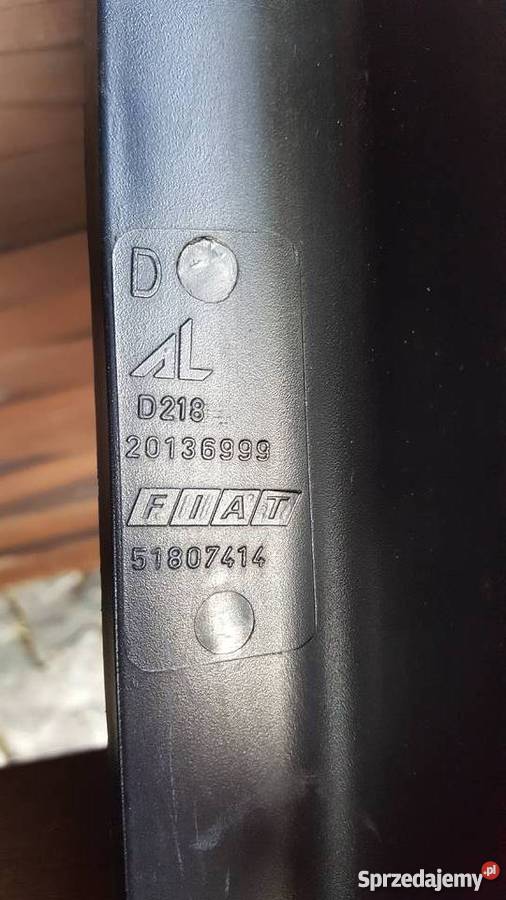 D
AL
D218
20136999
FIAT
51807414
Sprzedajemy.pl